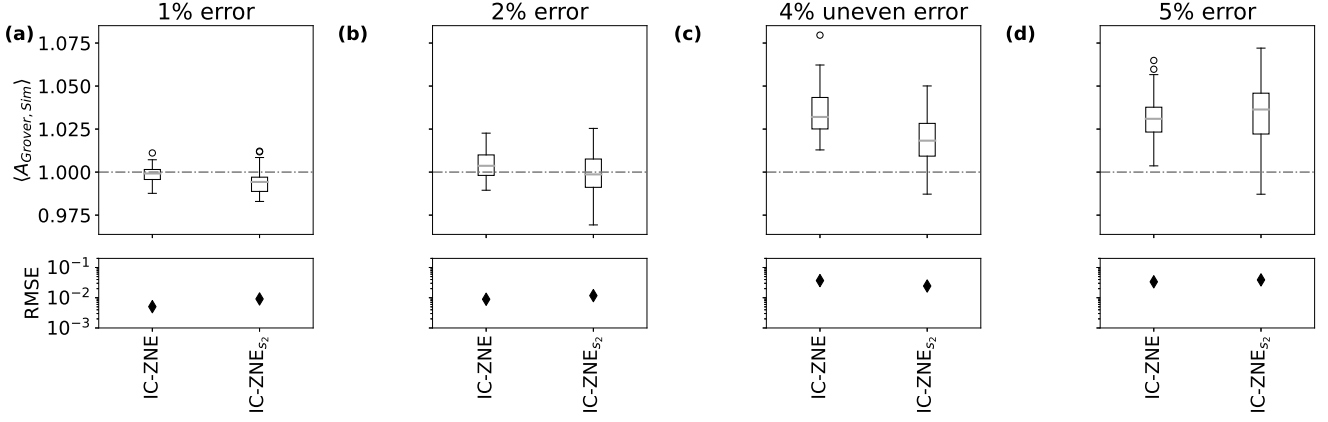 1% error
2% error
4% uneven error
5% error
(a)
(b)
(c)
(d)
1.075
1.050
1.025
1.000
0.975
⟨A_{Grover,Sim}⟩
10^{−1}
10^{−2}
10^{−3}
RMSE
IC-ZNE
IC-ZNE_{s_2}
IC-ZNE
IC-ZNE_{s_2}
IC-ZNE
IC-ZNE_{s_2}
IC-ZNE
IC-ZNE_{s_2}